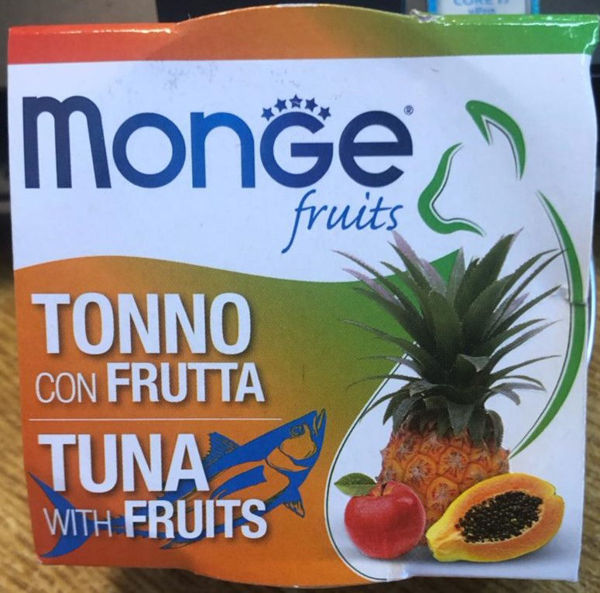 monGe®
fruits
TONNO
CON FRUTTA
TUNA
WITH FRUITS